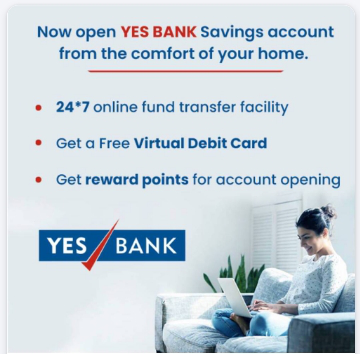 Now open YES BANK Savings account
from the comfort of your home.
24*7 online fund transfer facility
Get a Free Virtual Debit Card
Get reward points for account opening
YES BANK